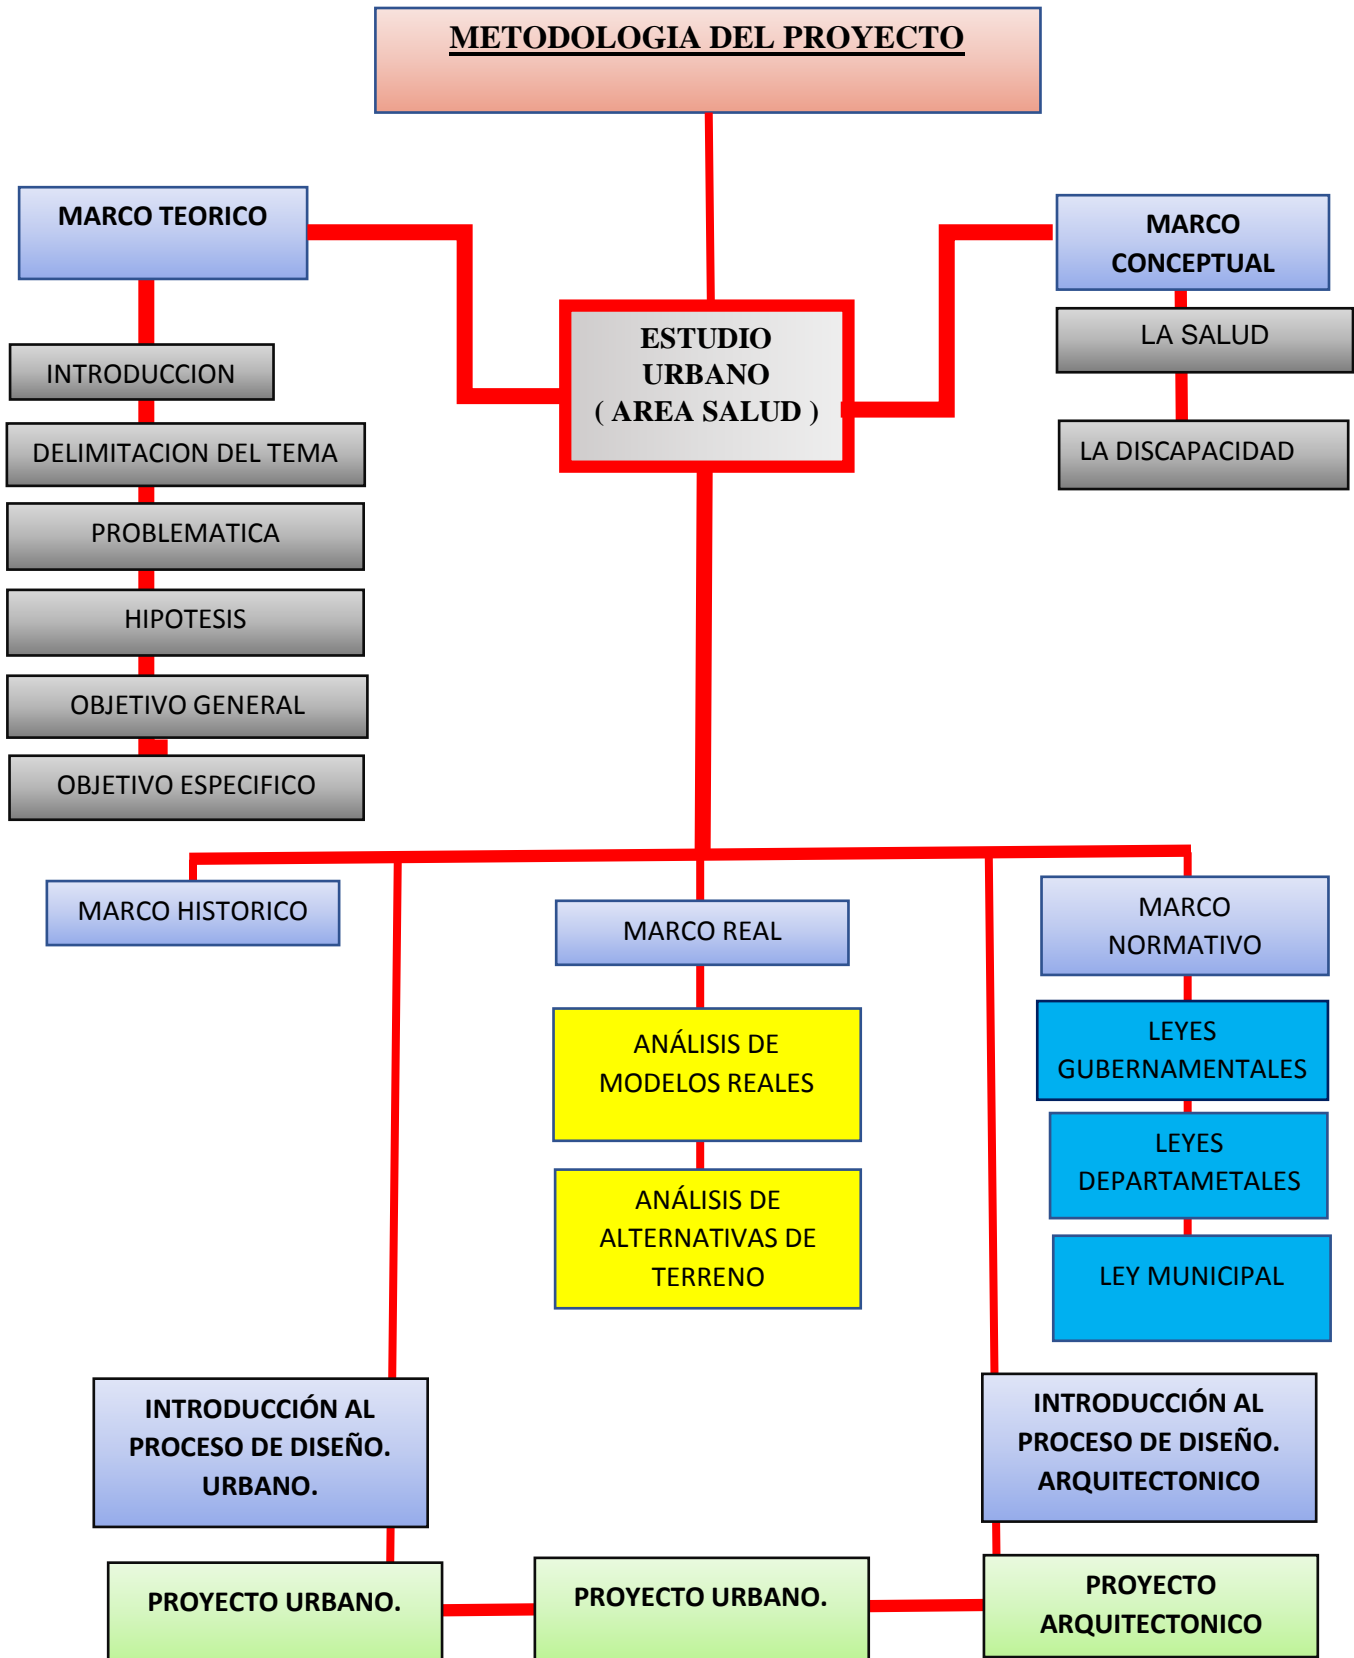 METODOLOGIA DEL PROYECTO
MARCO TEORICO
INTRODUCCION
DELIMITACION DEL TEMA
PROBLEMATICA
HIPOTESIS
OBJETIVO GENERAL
OBJETIVO ESPECIFICO
ESTUDIO
URBANO
( AREA SALUD )
MARCO
CONCEPTUAL
LA SALUD
LA DISCAPACIDAD
MARCO HISTORICO
MARCO REAL
ANÁLISIS DE
MODELOS REALES
ANÁLISIS DE
ALTERNATIVAS DE
TERRENO
MARCO
NORMATIVO
LEYES
GUBERNAMENTALES
LEYES
DEPARTAMETALES
LEY MUNICIPAL
INTRODUCCIÓN AL
PROCESO DE DISEÑO.
URBANO.
INTRODUCCIÓN AL
PROCESO DE DISEÑO.
ARQUITECTONICO
PROYECTO URBANO.
PROYECTO URBANO.
PROYECTO
ARQUITECTONICO